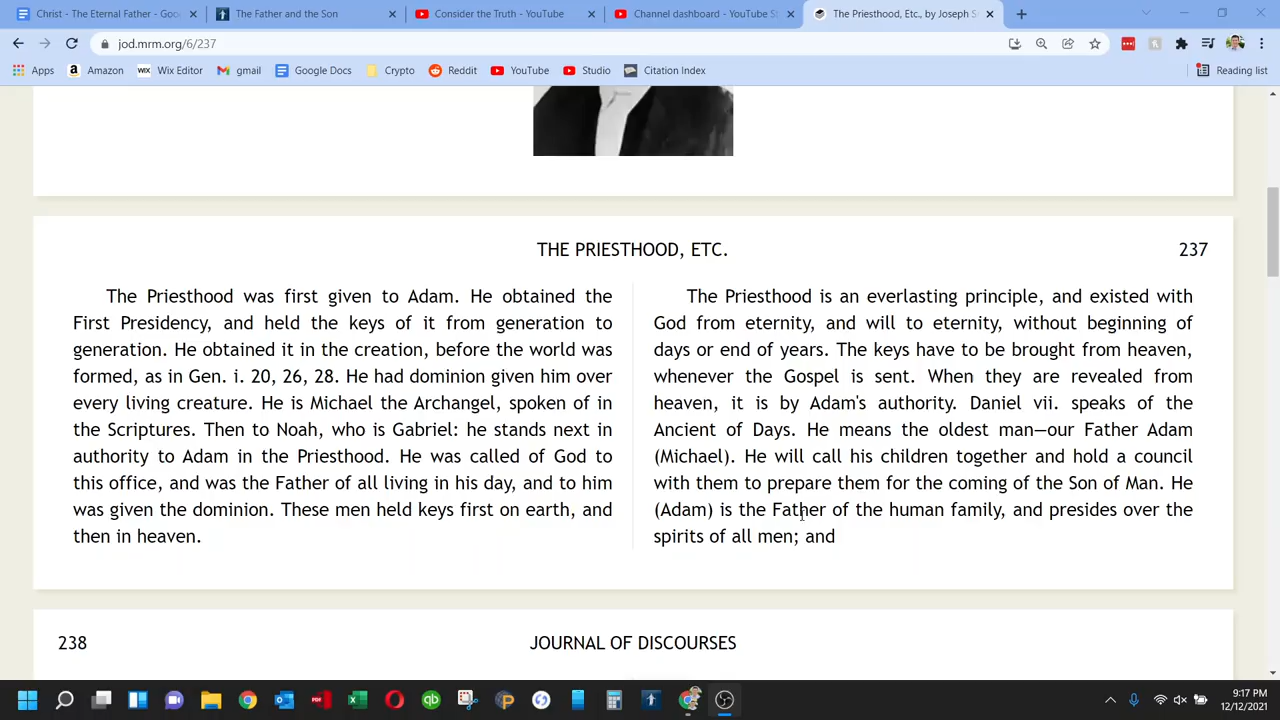 Christ - The Eternal Father - Goo
The Father and the Son
Consider the Truth - YouTube
Channel dashboard - YouTube St
The Priesthood, Etc., by Joseph S
jod.mrm.org/6/237
Apps
Amazon
Wix Editor
gmail
Google Docs
Crypto
Reddit
YouTube
Studio
Citation Index
Reading list
THE PRIESTHOOD, ETC.
237
The Priesthood was first given to Adam. He obtained the
First Presidency, and held the keys of it from generation to
generation. He obtained it in the creation, before the world was
formed, as in Gen. i. 20, 26, 28. He had dominion given him over
every living creature. He is Michael the Archangel, spoken of in
the Scriptures. Then to Noah, who is Gabriel: he stands next in
authority to Adam in the Priesthood. He was called of God to
this office, and was the Father of all living in his day, and to him
was given the dominion. These men held keys first on earth, and
then in heaven.
The Priesthood is an everlasting principle, and existed with
God from eternity, and will to eternity, without beginning of
days or end of years. The keys have to be brought from heaven,
whenever the Gospel is sent. When they are revealed from
heaven, it is by Adam's authority. Daniel vii. speaks of the
Ancient of Days. He means the oldest man—our Father Adam
(Michael). He will call his children together and hold a council
with them to prepare them for the coming of the Son of Man. He
(Adam) is the Father of the human family, and presides over the
spirits of all men; and
238
JOURNAL OF DISCOURSES
9:17 PM
12/12/2021